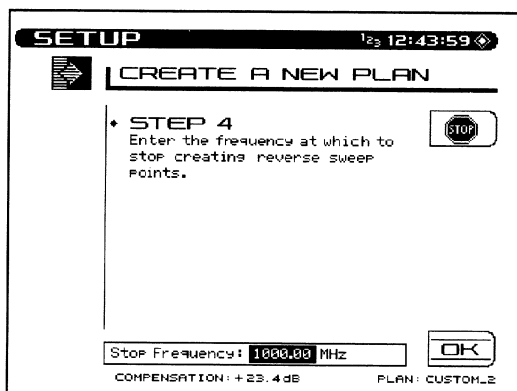 SETUP 123 12:43:59
CREATE A NEW PLAN
STEP 4
Enter the frequency at which to
stop creating reverse sweep
points.
STOP
Stop Frequency: 1000.00 MHz
OK
COMPENSATION: +23.4dB PLAN: CUSTOM_2